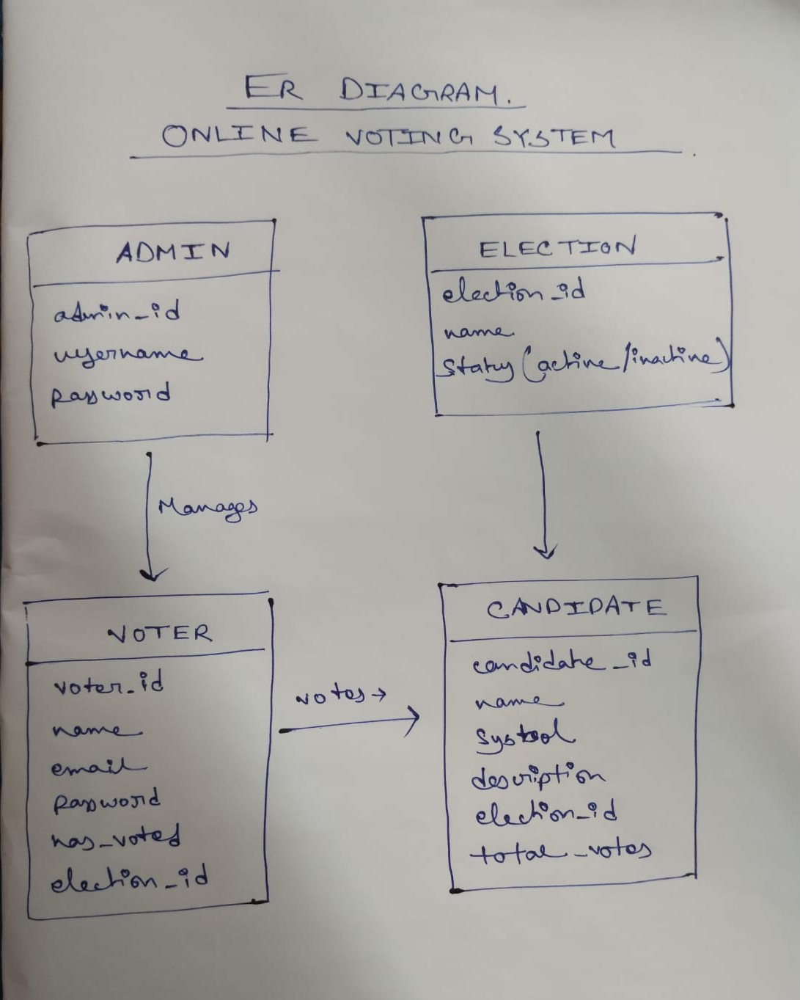 ER DIAGRAM.
ONLINE VOTING SYSTEM
ADMIN
admin_id
username
password
Manages
ELECTION
election_id
name
status (active/inactive)
VOTER
voter_id
name
email
password
has_voted
election_id
votes →
CANDIDATE
candidate_id
name
description
election_id
total_votes